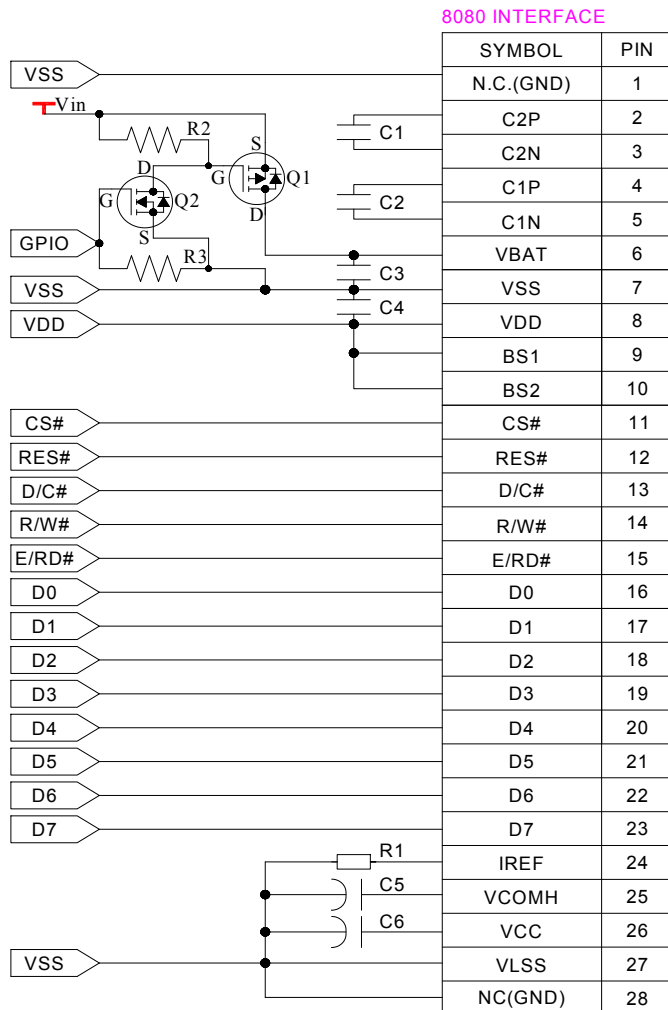 8080 INTERFACE
SYMBOL PIN
VSS N.C.(GND) 1
Vin
R2
C1 C2P 2
S
C2N 3
D G Q1
G Q2 C2 C1P 4
D
C1N 5
S
GPIO VBAT 6
R3 C3
VSS VSS 7
C4
VDD VDD 8
BS1 9
BS2 10
CS# CS# 11
RES# RES# 12
D/C# D/C# 13
R/W# R/W# 14
E/RD# E/RD# 15
D0 D0 16
D1 D1 17
D2 D2 18
D3 D3 19
D4 D4 20
D5 D5 21
D6 D6 22
D7 D7 23
R1 IREF 24
C5 VCOMH 25
C6 VCC 26
VSS VLSS 27
NC(GND) 28